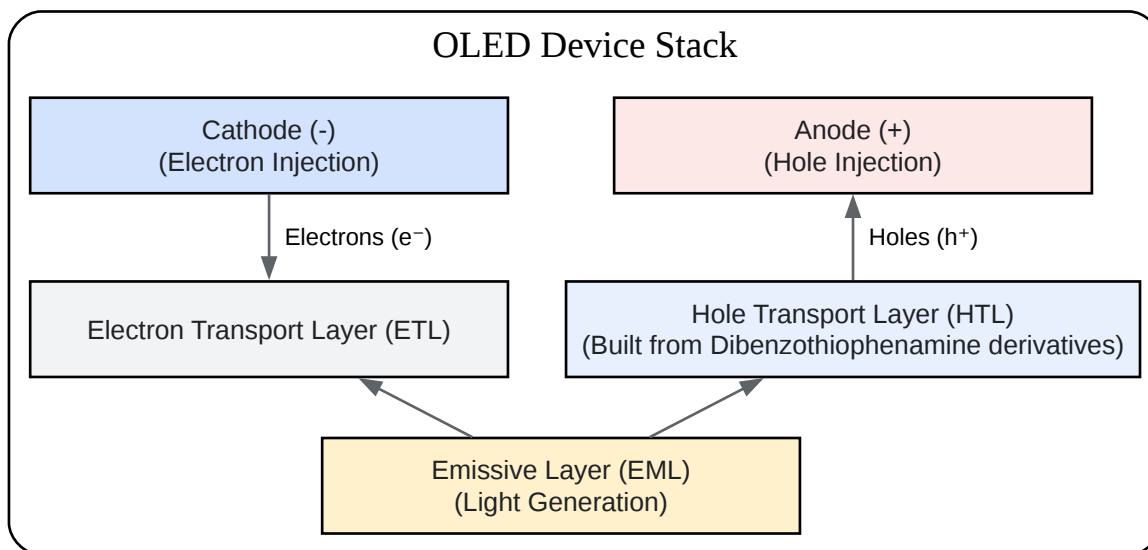 OLED Device Stack
Cathode (-)
(Electron Injection)
Anode (+)
(Hole Injection)
Electrons (e⁻)
Holes (h⁺)
Electron Transport Layer (ETL)
Hole Transport Layer (HTL)
(Built from Dibenzothiophenamine derivatives)
Emissive Layer (EML)
(Light Generation)